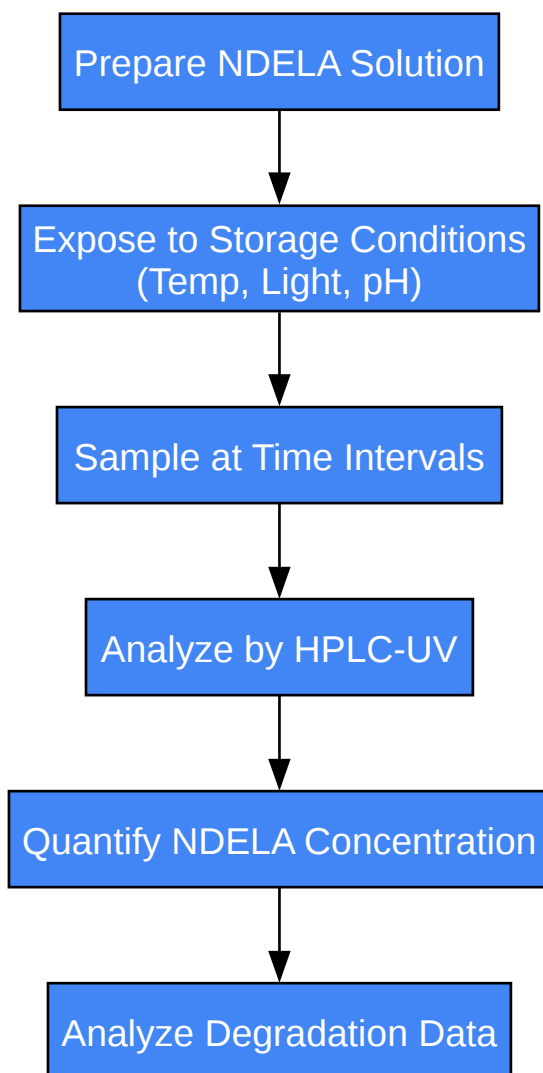 Prepare NDELA Solution
Expose to Storage Conditions
(Temp, Light, pH)
Sample at Time Intervals
Analyze by HPLC-UV
Quantify NDELA Concentration
Analyze Degradation Data